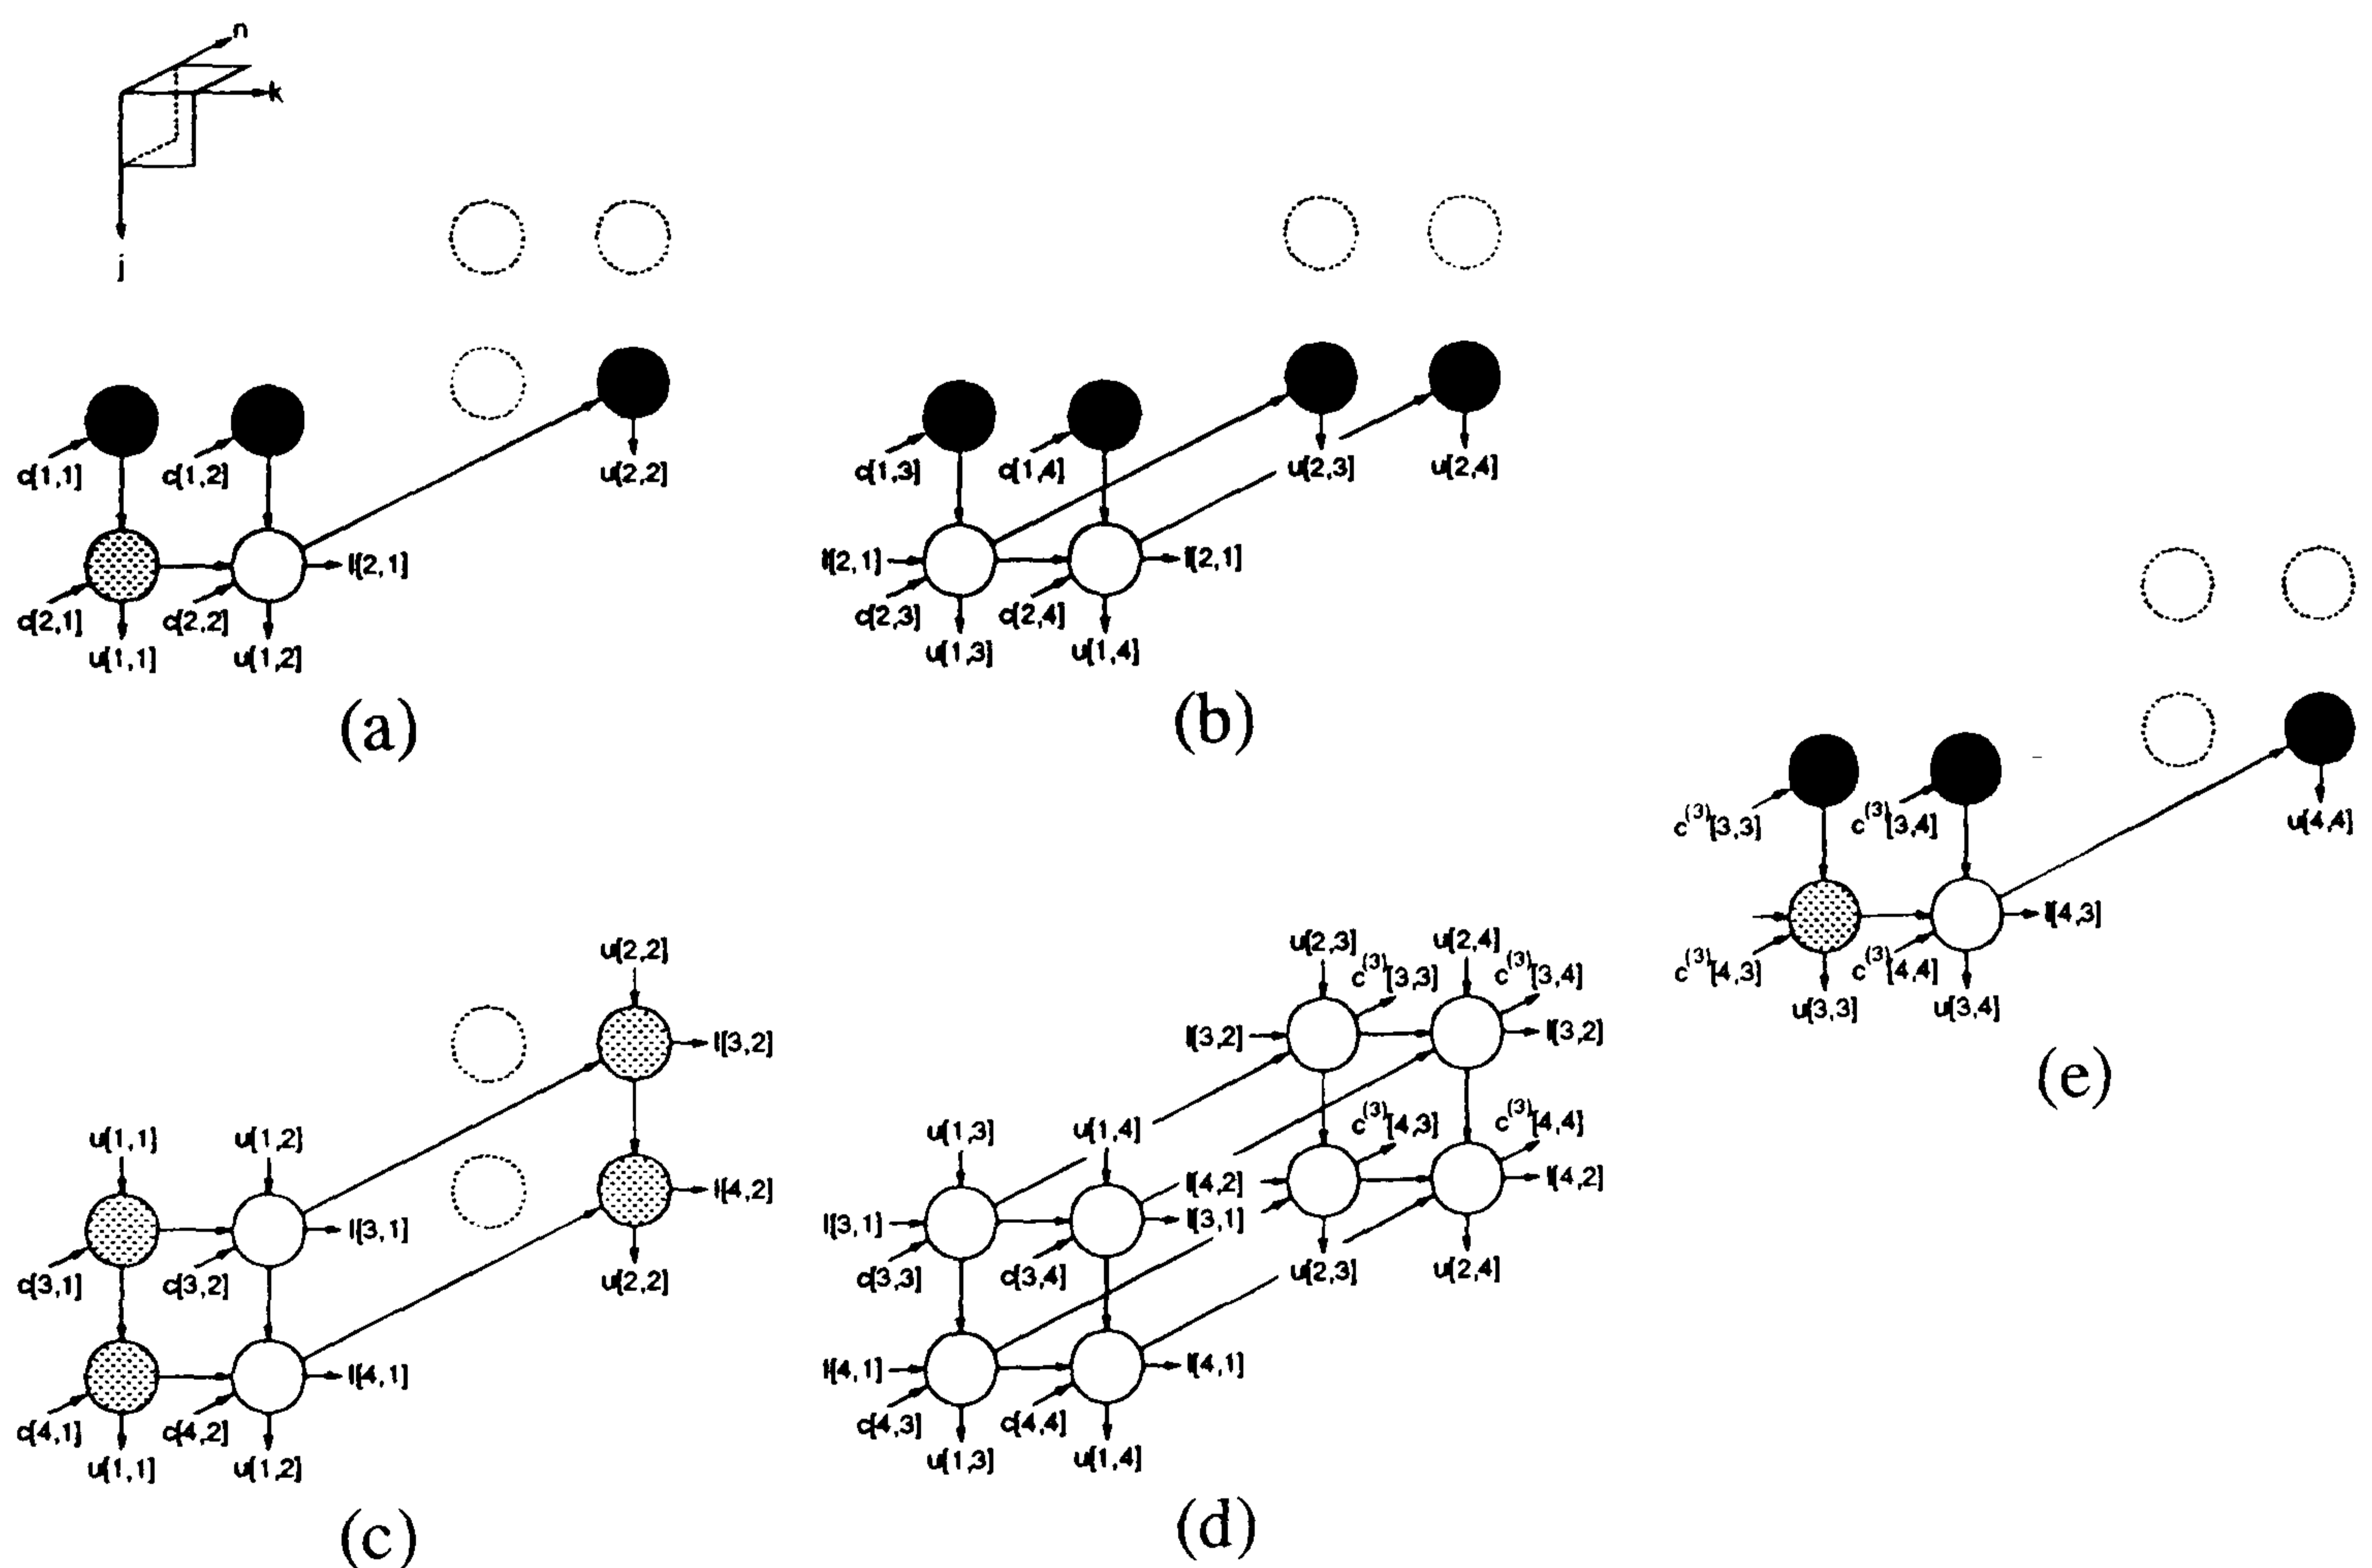 n
k
j
c[1,1]
c[1,2]
u[2,2]
l[2,1]
c[2,1]
c[2,2]
u[1,1]
u[1,2]
(a)
c[1,3]
c[1,4]
u[2,3]
u[2,4]
l[2,1]
l[2,1]
c[2,3]
c[2,4]
u[1,3]
u[1,4]
(b)
u[2,2]
l[3,2]
u[1,1]
u[1,2]
l[4,2]
l[3,1]
c[3,1]
c[3,2]
u[2,2]
l[4,1]
c[4,1]
c[4,2]
u[1,1]
u[1,2]
(c)
u[2,3]
u[2,4]
c(3)[3,3]
c(3)[3,4]
l[3,2]
l[3,2]
u[1,3]
u[1,4]
c(3)[4,3]
c(3)[4,4]
l[4,2]
l[4,2]
l[3,1]
l[3,1]
c[3,3]
c[3,4]
u[2,3]
u[2,4]
l[4,1]
l[4,1]
c[4,3]
c[4,4]
u[1,3]
u[1,4]
(d)
c(3)[3,3]
c(3)[3,4]
u[4,4]
l[4,3]
c(3)[4,3]
c(3)[4,4]
u[3,3]
u[3,4]
(e)